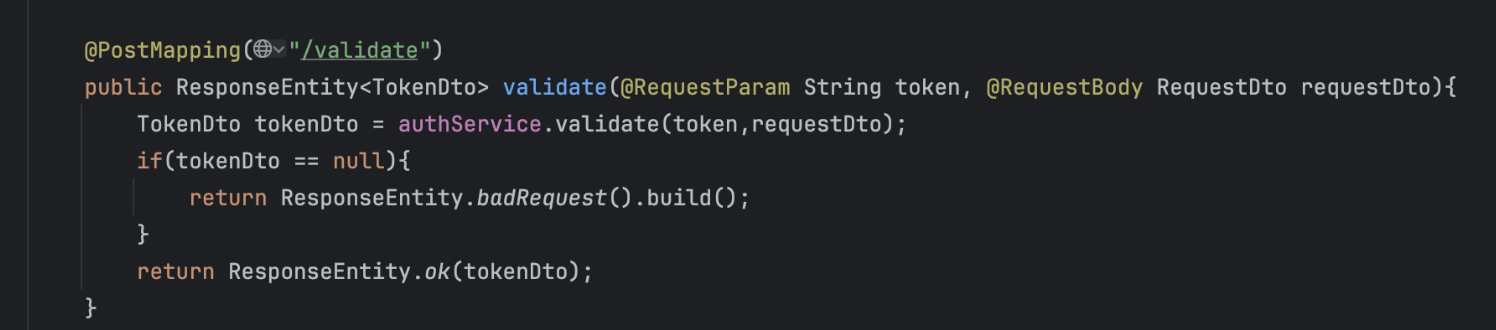 @PostMapping("/validate")
public ResponseEntity<TokenDto> validate(@RequestParam String token, @RequestBody RequestDto requestDto){
TokenDto tokenDto = authService.validate(token,requestDto);
if(tokenDto == null){
return ResponseEntity.badRequest().build();
}
return ResponseEntity.ok(tokenDto);
}